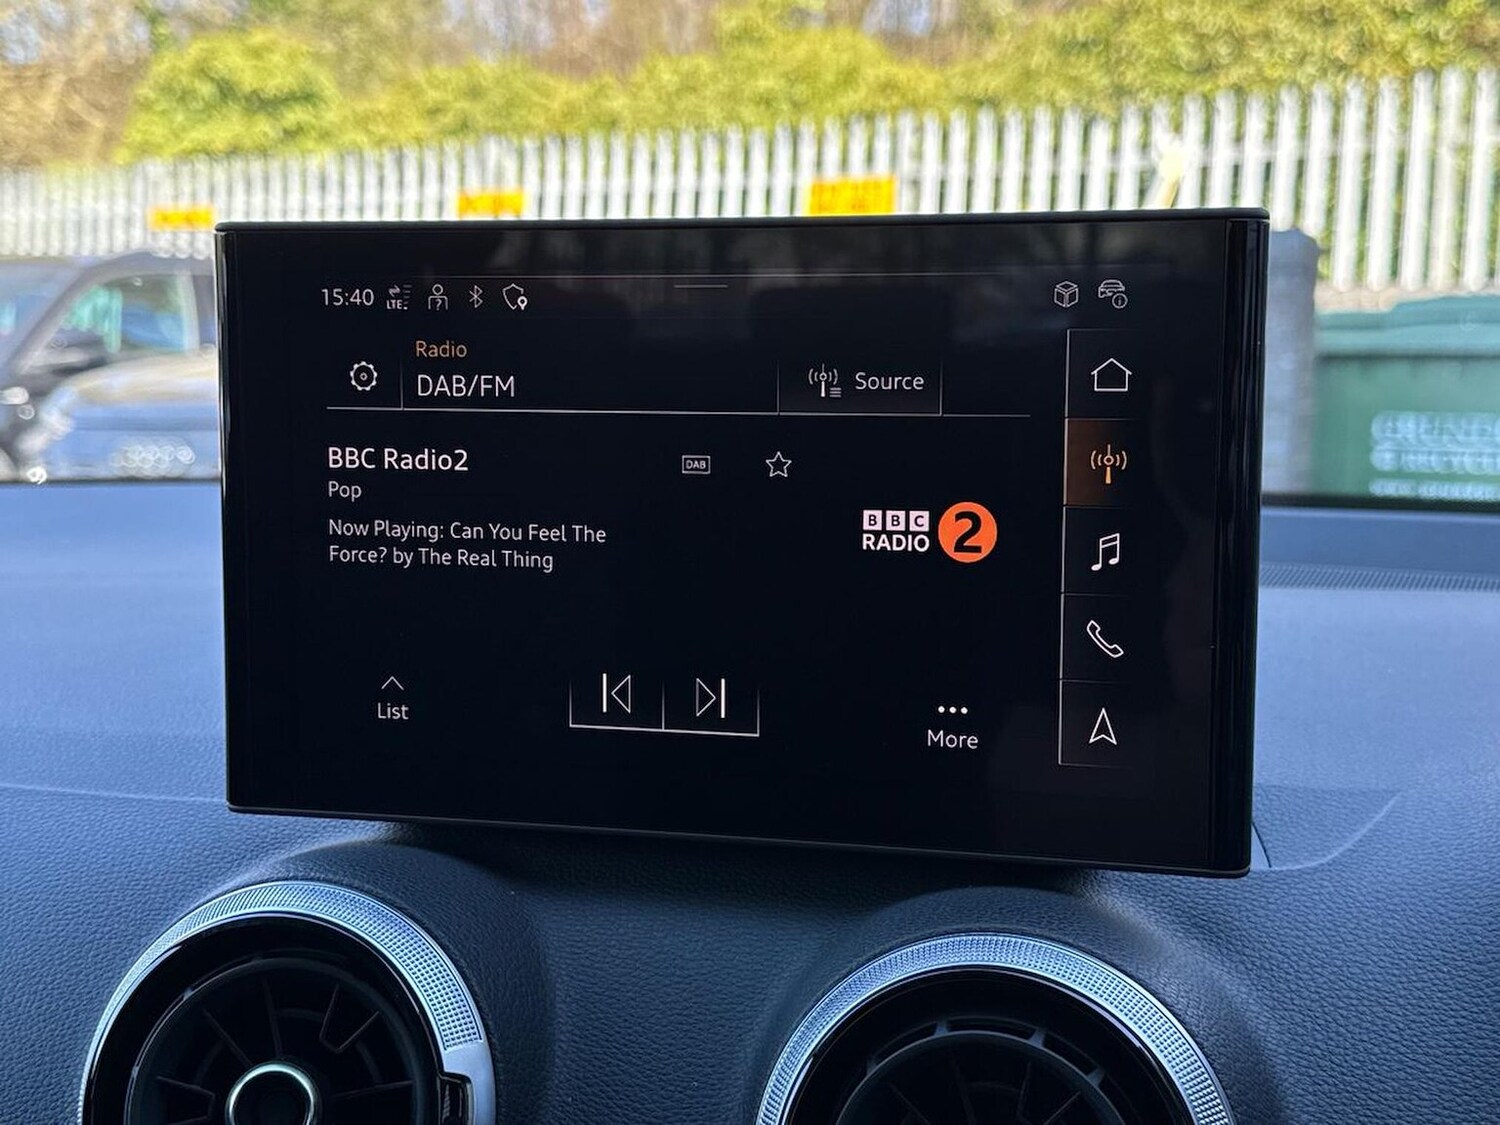 15:40 LTE
Radio
DAB/FM
Source
BBC Radio2
DAB
Pop
Now Playing: Can You Feel The
Force? by The Real Thing
BBC
RADIO 2
List
More